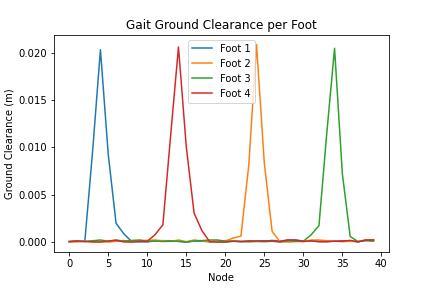 Gait Ground Clearance per Foot
Ground Clearance (m)
0.020
0.015
0.010
0.005
0.000
Foot 1
Foot 2
Foot 3
Foot 4
0 5 10 15 20 25 30 35 40
Node